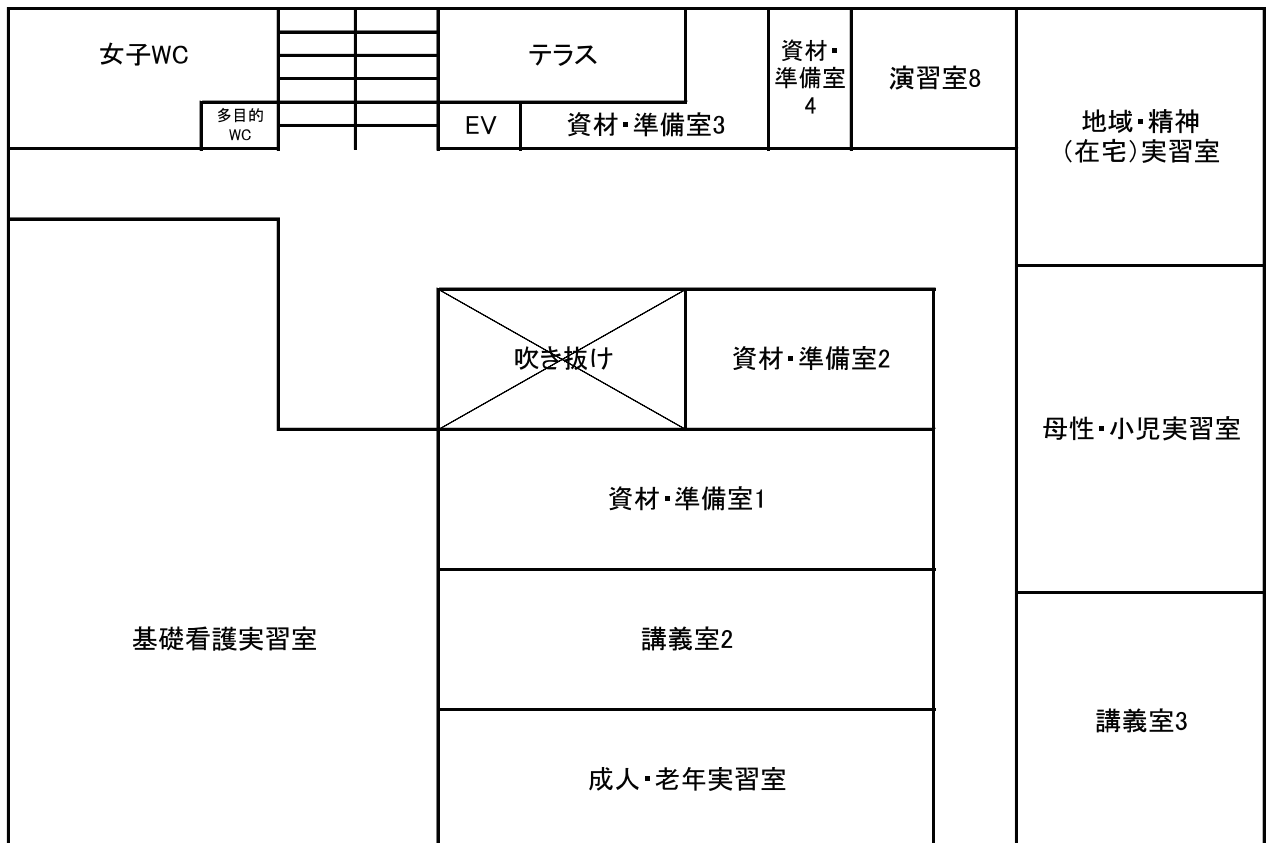 女子WC
テラス
資材・
準備室
4
演習室8
多目的
WC
EV
資材・準備室3
地域・精神
(在宅)実習室
吹き抜け
資材・準備室2
母性・小児実習室
資材・準備室1
基礎看護実習室
講義室2
講義室3
成人・老年実習室